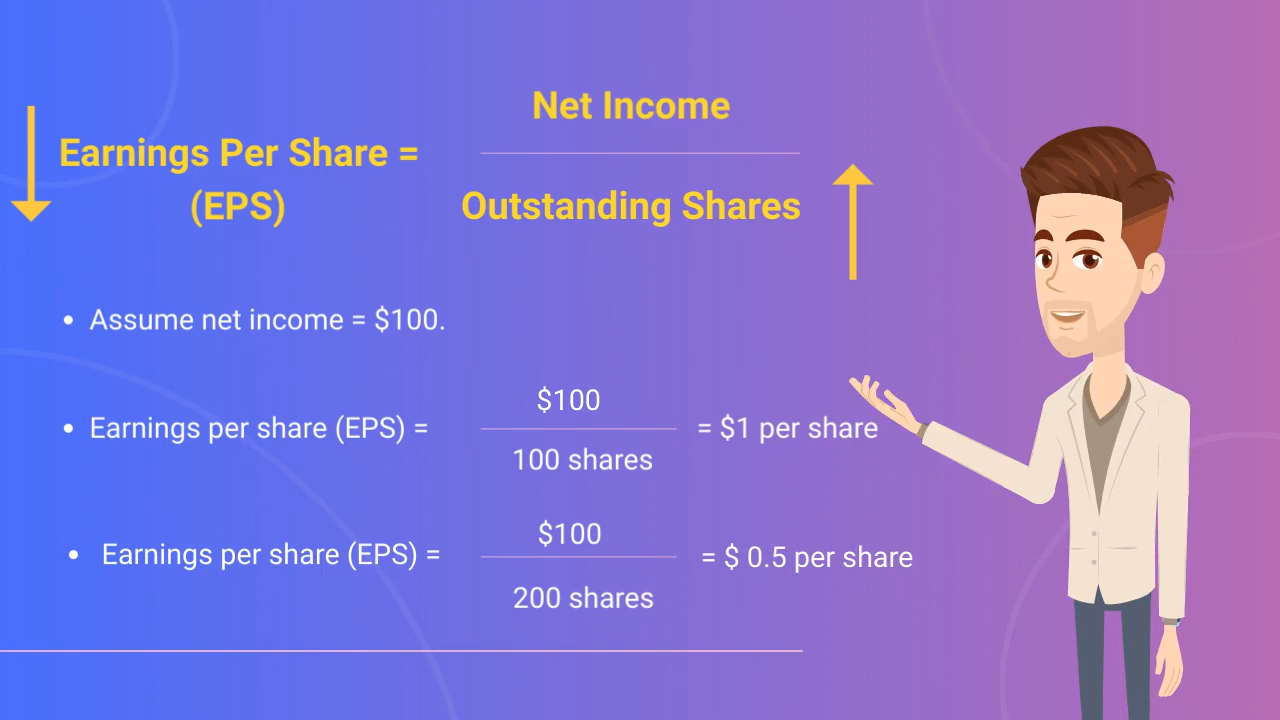 Net Income
Earnings Per Share =
(EPS)
Outstanding Shares
• Assume net income = $100.
• Earnings per share (EPS) =
$100
100 shares
= $1 per share
• Earnings per share (EPS) =
$100
200 shares
= $ 0.5 per share